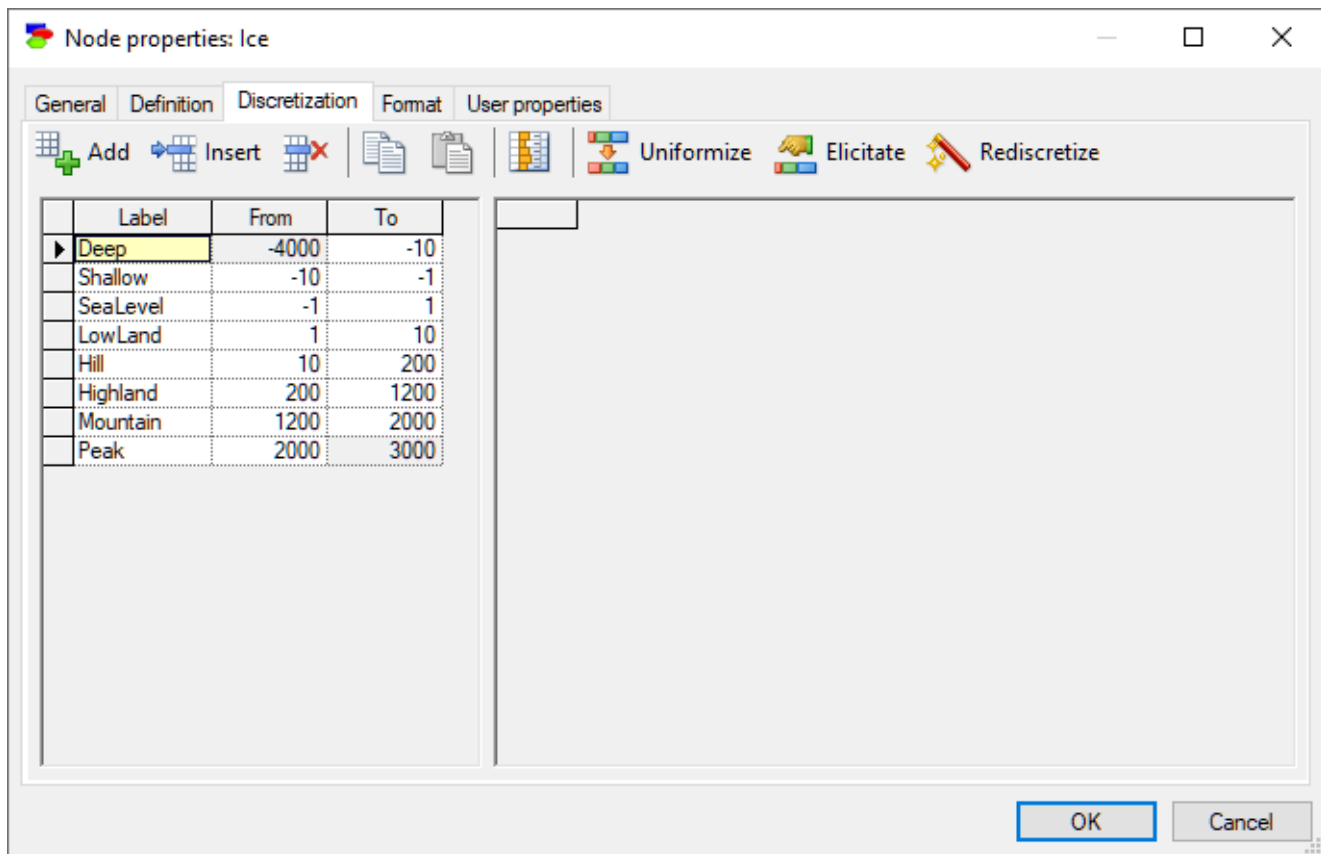 Node properties: Ice
General Definition Discretization Format User properties
Add Insert Uniformize Elicitate Rediscretize
Label From To
Deep -4000 -10
Shallow -10 -1
SeaLevel -1 1
LowLand 1 10
Hill 10 200
Highland 200 1200
Mountain 1200 2000
Peak 2000 3000
OK Cancel